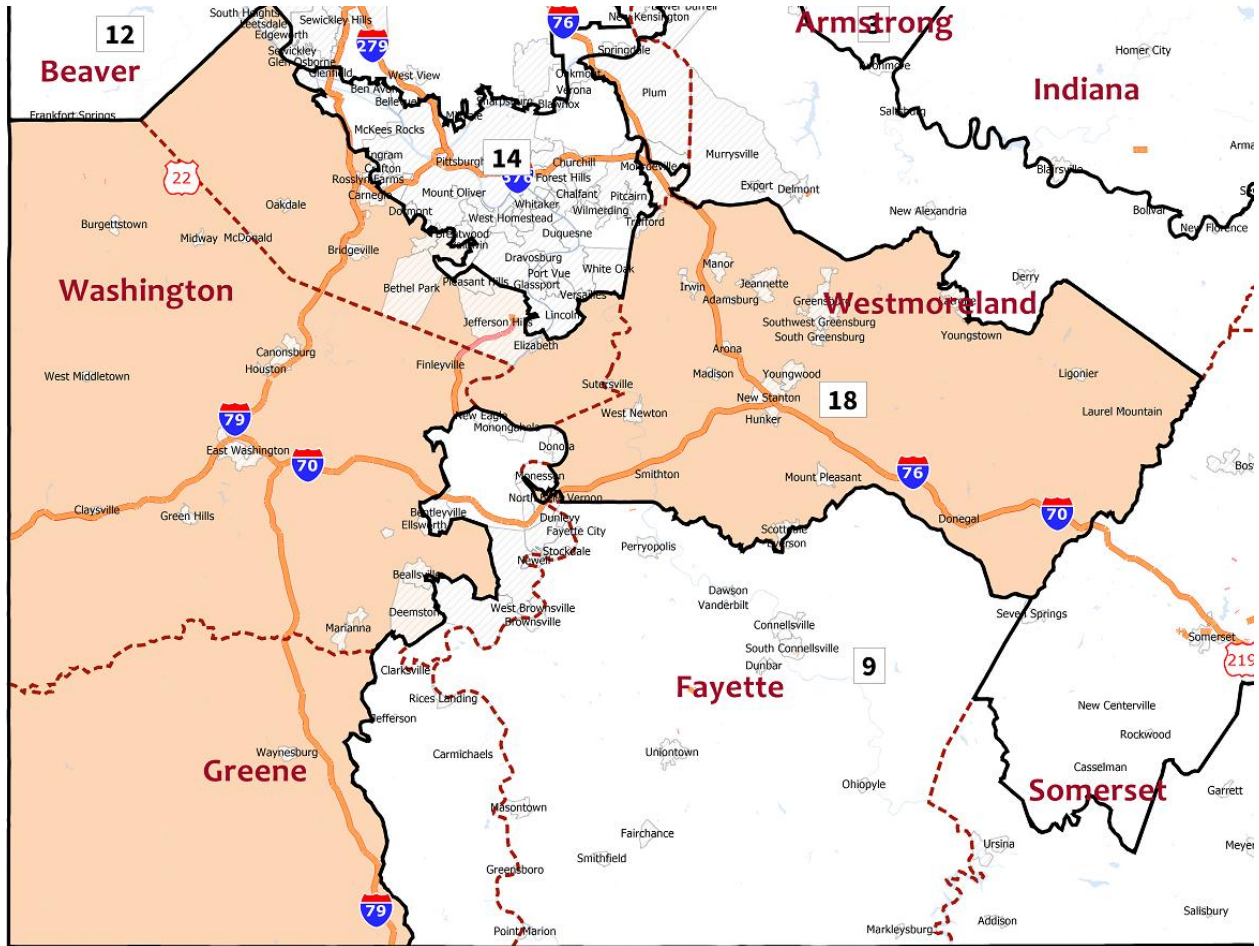 South Heights
Leetsdale
Sewickley Hills
Edgeworth
Sewickley
Glen Osborne
Glenfield
12
Beaver
Frankfort Springs
279
West View
Ben Avon
Bellevue
Millvale
Sharpsburg
Blawnox
76
New Kensington
Springdale
Oakmont
Verona
Plum
Armstrong
3
Avonmore
Saltsburg
Homer City
Indiana
McKees Rocks
Ingram
Crafton
Rosslyn Farms
Carnegie
Pittsburgh
14
376
Churchill
Forest Hills
Monroeville
Murrysville
Export
Delmont
Blairsville
22
Mount Oliver
Chalfant
Pitcairn
Whitaker
Wilmerding
West Homestead
Trafford
Dormont
Brentwood
Baldwin
Duquesne
New Alexandria
Bolivar
New Florence
Oakdale
Burgettstown
Midway
McDonald
Bridgeville
Dravosburg
Port Vue
Glassport
White Oak
Versailles
Pleasant Hills
Bethel Park
Manor
Irwin
Jeannette
Adamsburg
Greensburg
Derry
Latrobe
Washington
Westmoreland
Jefferson Hills
Lincoln
Elizabeth
Southwest Greensburg
South Greensburg
Youngstown
Canonsburg
Houston
Finleyville
Arona
Madison
Youngwood
Ligonier
West Middletown
Sutersville
New Stanton
18
Laurel Mountain
79
West Newton
Hunker
New Eagle
Monongahela
East Washington
70
Donora
Monessen
Smithton
Mount Pleasant
76
North Belle Vernon
Claysville
Green Hills
Bentleyville
Ellsworth
Dunlevy
Fayette City
Donegal
70
Scottdale
Everson
Stockdale
Newell
Perryopolis
Beallsville
Dawson
Vanderbilt
Deemston
West Brownsville
Brownsville
Seven Springs
Marianna
Connellsville
Somerset
South Connellsville
Dunbar
9
219
Clarksville
Fayette
Rices Landing
New Centerville
Jefferson
Rockwood
Waynesburg
Carmichaels
Uniontown
Casselman
Greene
Ohiopyle
Somerset
Garrett
Masontown
Fairchance
Ursina
Smithfield
Greensboro
79
Point Marion
Markleysburg
Addison
Salisbury